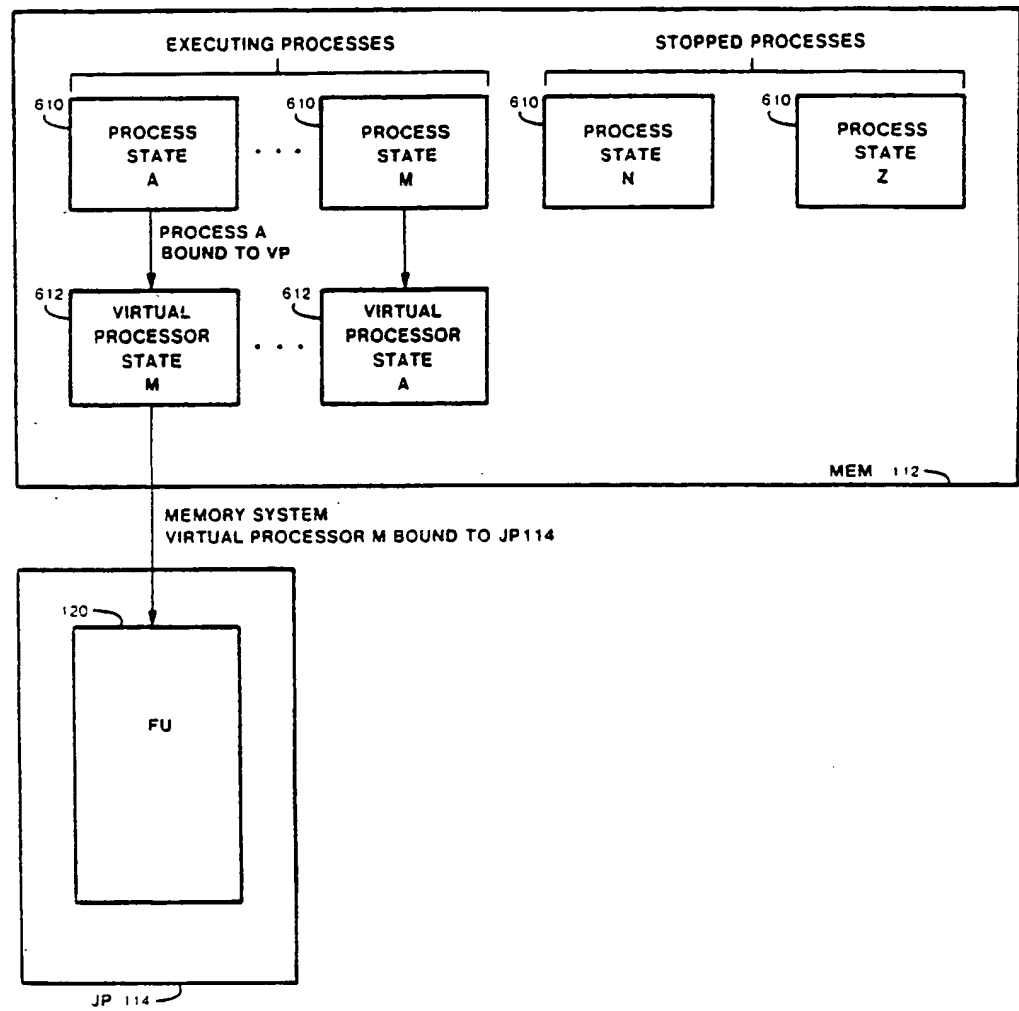 EXECUTING PROCESSES
STOPPED PROCESSES
610
PROCESS
STATE
A
. . .
610
PROCESS
STATE
M
610
PROCESS
STATE
N
610
PROCESS
STATE
Z
PROCESS A
BOUND TO VP
612
VIRTUAL
PROCESSOR
STATE
M
. . .
612
VIRTUAL
PROCESSOR
STATE
A
MEM 112
MEMORY SYSTEM
VIRTUAL PROCESSOR M BOUND TO JP114
120
FU
JP 114